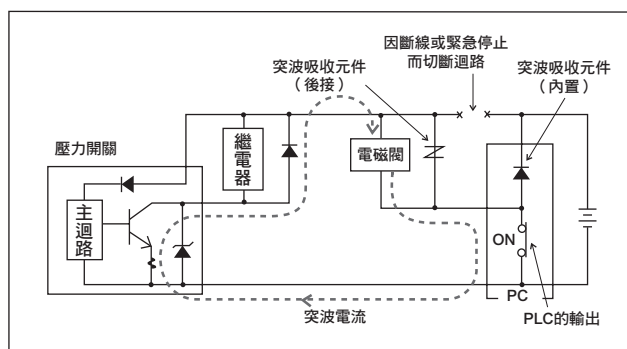 因斷線或緊急停止
而切斷迴路
突波吸收元件
（後接）
突波吸收元件
（內置）
壓力開關
繼電器
電磁閥
主迴路
ON
PC
突波電流
PLC的輸出